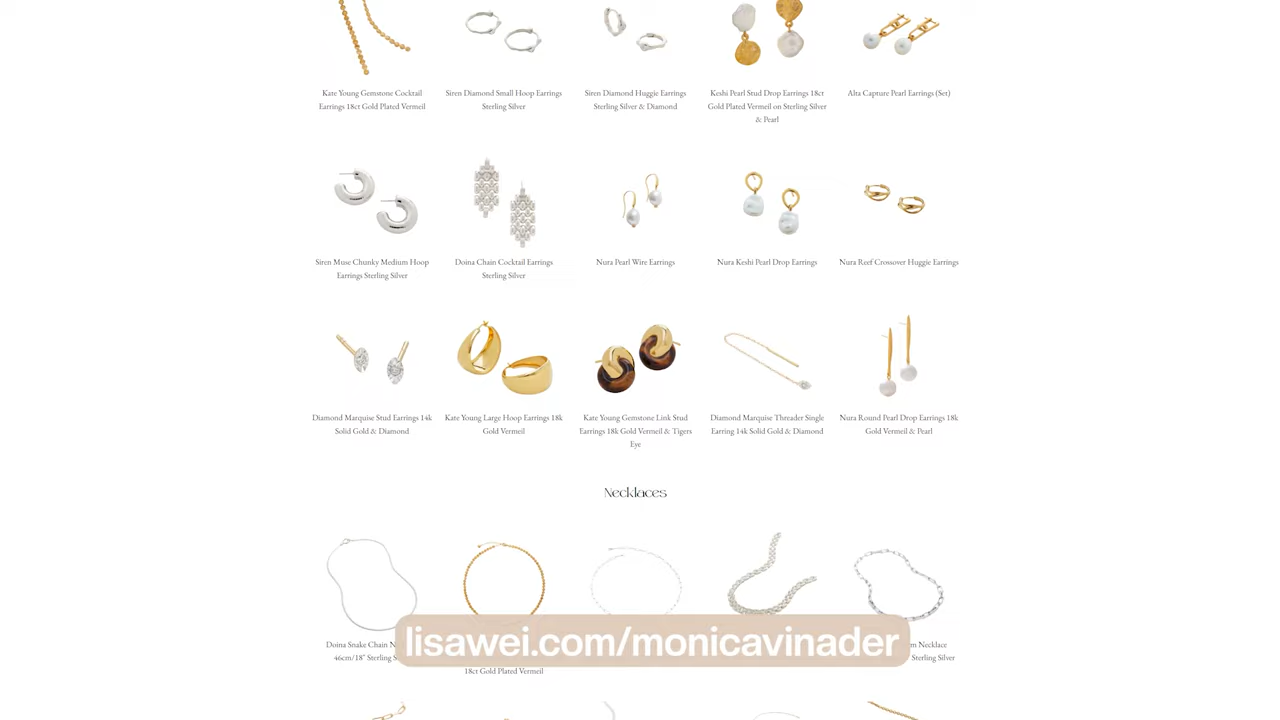 Kate Young Gemstone Cocktail
Earrings 18ct Gold Plated Vermeil
Siren Diamond Small Hoop Earrings
Sterling Silver
Siren Diamond Huggie Earrings
Sterling Silver & Diamond
Keshi Pearl Stud Drop Earrings 18ct
Gold Plated Vermeil on Sterling Silver
& Pearl
Alta Capture Pearl Earrings (Set)
Siren Muse Chunky Medium Hoop
Earrings Sterling Silver
Doina Chain Cocktail Earrings
Sterling Silver
Nura Pearl Wire Earrings
Nura Keshi Pearl Drop Earrings
Nura Reef Crossover Huggie Earrings
Diamond Marquise Stud Earrings 14k
Solid Gold & Diamond
Kate Young Large Hoop Earrings 18k
Gold Vermeil
Kate Young Gemstone Link Stud
Earrings 18k Gold Vermeil & Tigers
Eye
Diamond Marquise Threader Single
Earring 14k Solid Gold & Diamond
Nura Round Pearl Drop Earrings 18k
Gold Vermeil & Pearl
Necklaces
Doina Snake Chain
46cm/18" Sterling
18ct Gold Plated Vermeil
Necklace
Sterling Silver
lisawei.com/monicavinader